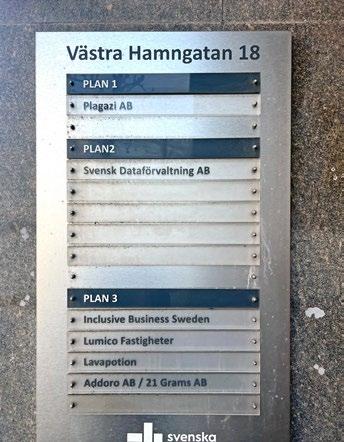 Västra Hamngatan 18
PLAN 1
Plagazi AB
PLAN2
Svensk Dataförvaltning AB
PLAN 3
Inclusive Business Sweden
Lumico Fastigheter
Lavapotion
Addoro AB / 21 Grams AB
svenska